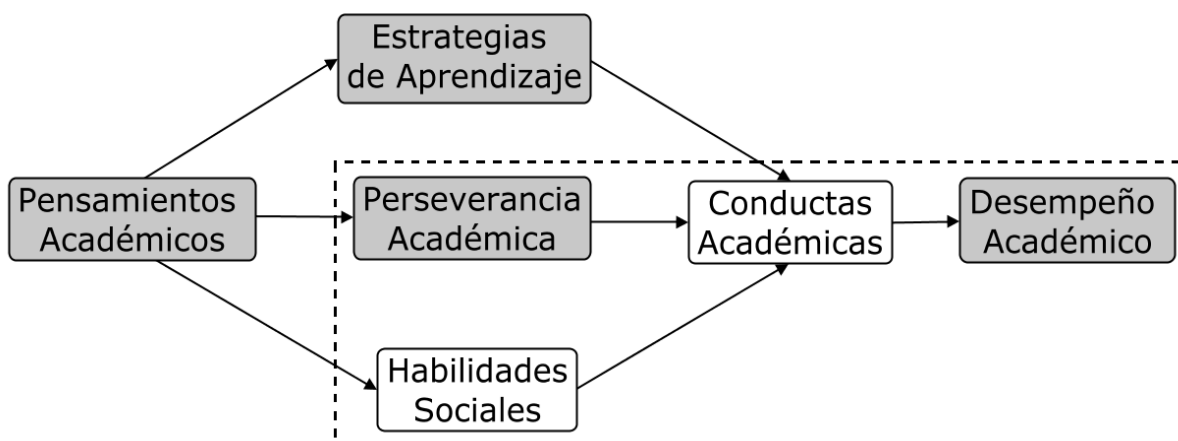 Estrategias
de Aprendizaje
Pensamientos
Académicos
Perseverancia
Académica
Conductas
Académicas
Desempeño
Académico
Habilidades
Sociales